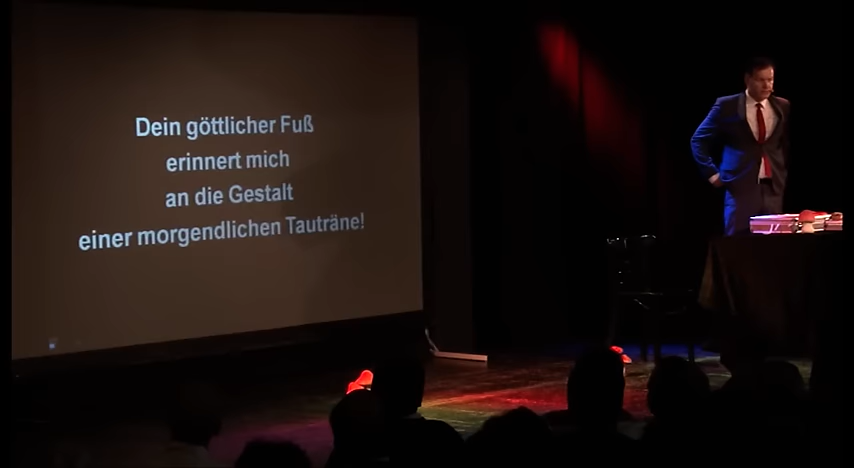 Dein göttlicher Fuß
erinnert mich
an die Gestalt
einer morgendlichen Tauträne!